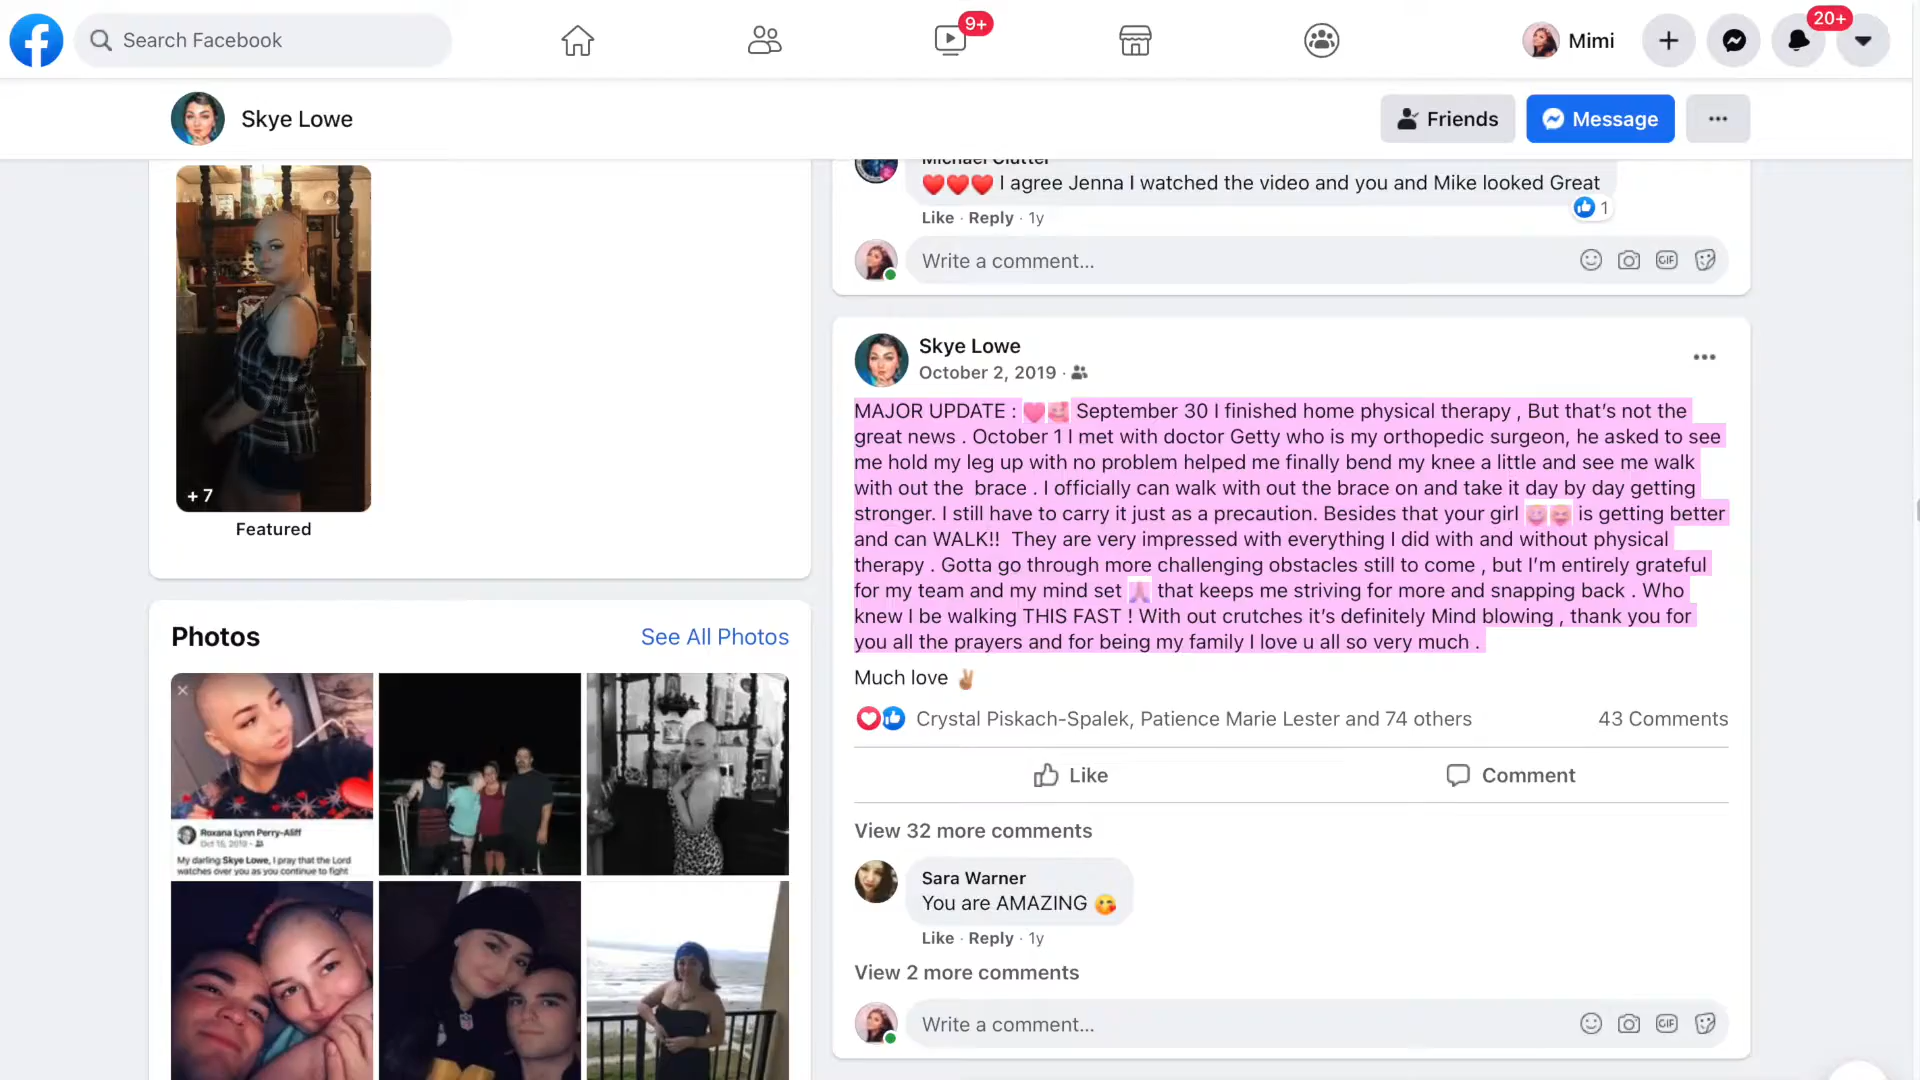 Search Facebook
9+
Mimi
20+
Skye Lowe
Friends
Message
+ 7
Featured
Photos
See All Photos
Roxana Lynn Perry-Aliff
Oct 15, 2019
My darling Skye Lowe, I pray that the Lord
watches over you as you continue to fight
Michael Clutter
I agree Jenna I watched the video and you and Mike looked Great
1
Like · Reply · 1y
Write a comment...
GIF
Skye Lowe
October 2, 2019 ·
MAJOR UPDATE : 💗🥰 September 30 I finished home physical therapy , But that’s not the
great news . October 1 I met with doctor Getty who is my orthopedic surgeon, he asked to see
me hold my leg up with no problem helped me finally bend my knee a little and see me walk
with out the  brace . I officially can walk with out the brace on and take it day by day getting
stronger. I still have to carry it just as a precaution. Besides that your girl is getting better
and can WALK!!  They are very impressed with everything I did with and without physical
therapy . Gotta go through more challenging obstacles still to come , but I’m entirely grateful
for my team and my mind set 🙏 that keeps me striving for more and snapping back . Who
knew I be walking THIS FAST ! With out crutches it’s definitely Mind blowing , thank you for
you all the prayers and for being my family I love u all so very much .
Much love ✌🏽
Crystal Piskach-Spalek, Patience Marie Lester and 74 others
43 Comments
Like
Comment
View 32 more comments
Sara Warner
You are AMAZING 😋
Like · Reply · 1y
View 2 more comments
Write a comment...
GIF